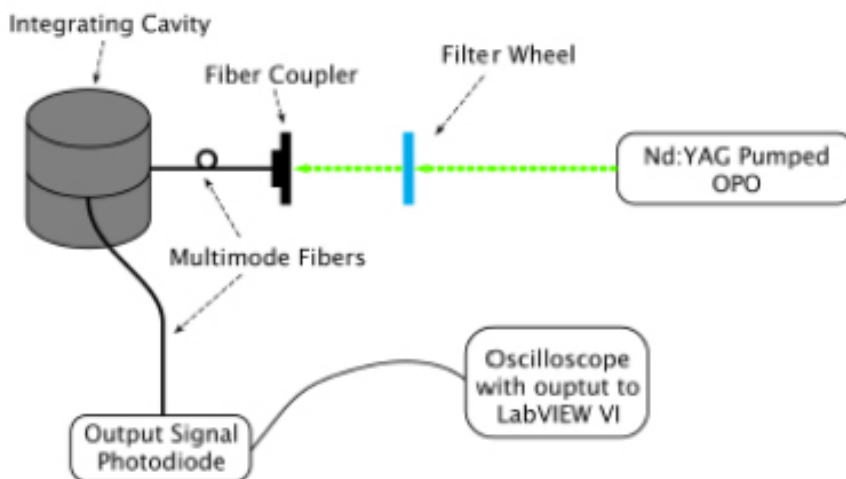 Integrating Cavity
Fiber Coupler
Filter Wheel
Nd:YAG Pumped
OPO
Multimode Fibers
Oscilloscope
with ouptut to
LabVIEW VI
Output Signal
Photodiode